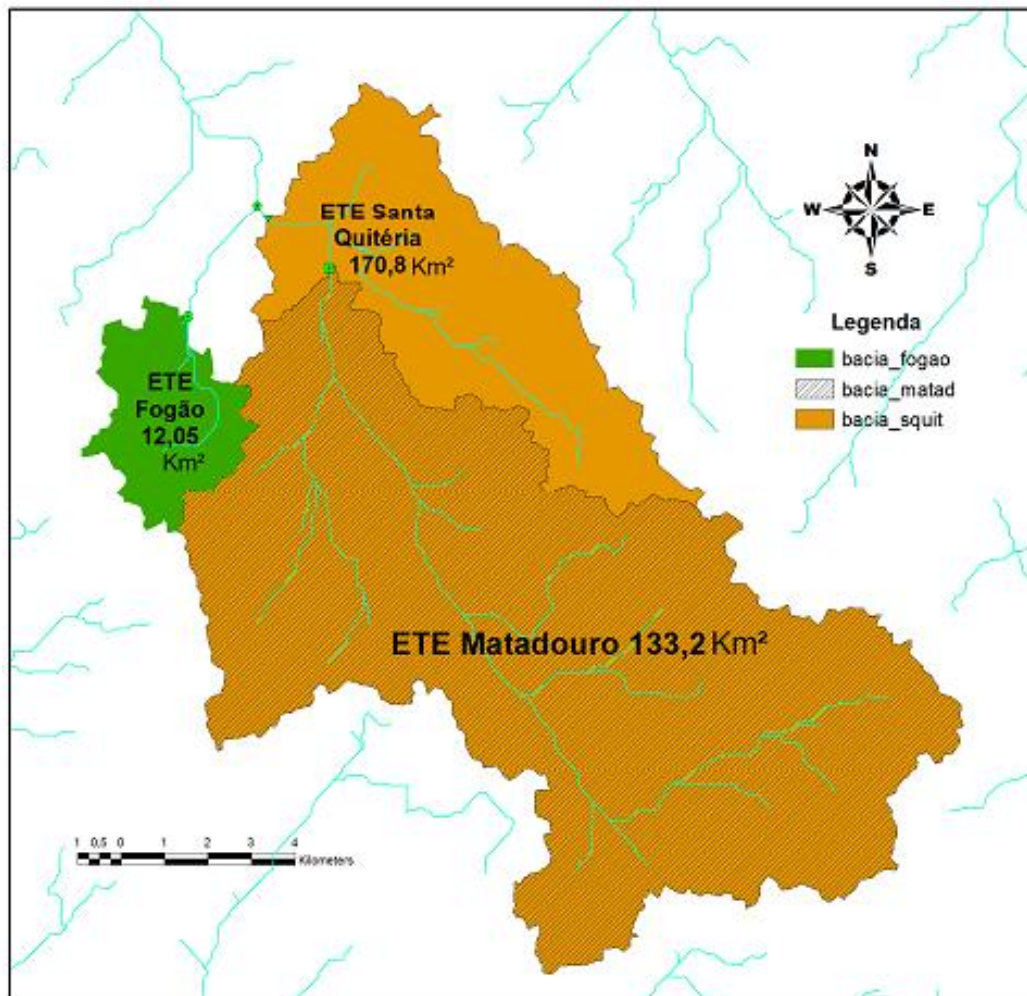 N
W E
S
ETE Santa
Quitéria
170,8 Km²
Legenda
bacia_fogao
bacia_matad
bacia_squit
ETE
Fogão
12,05
Km²
ETE Matadouro 133,2 Km²
1 0,5 0 1 2 3 4
Kilometers